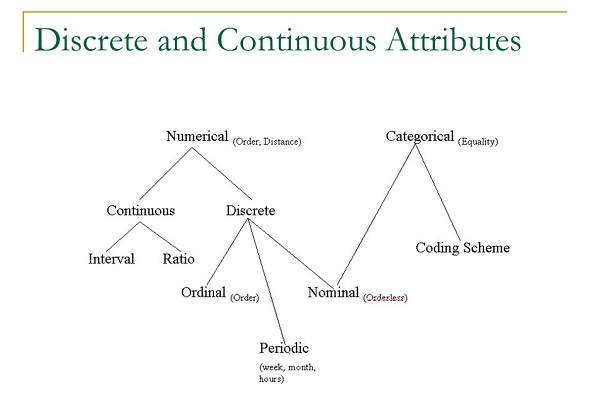 Discrete and Continuous Attributes
Numerical (Order, Distance)
Categorical (Equality)
Continuous
Discrete
Coding Scheme
Interval
Ratio
Ordinal (Order)
Nominal (Orderless)
Periodic
(week, month,
hours)